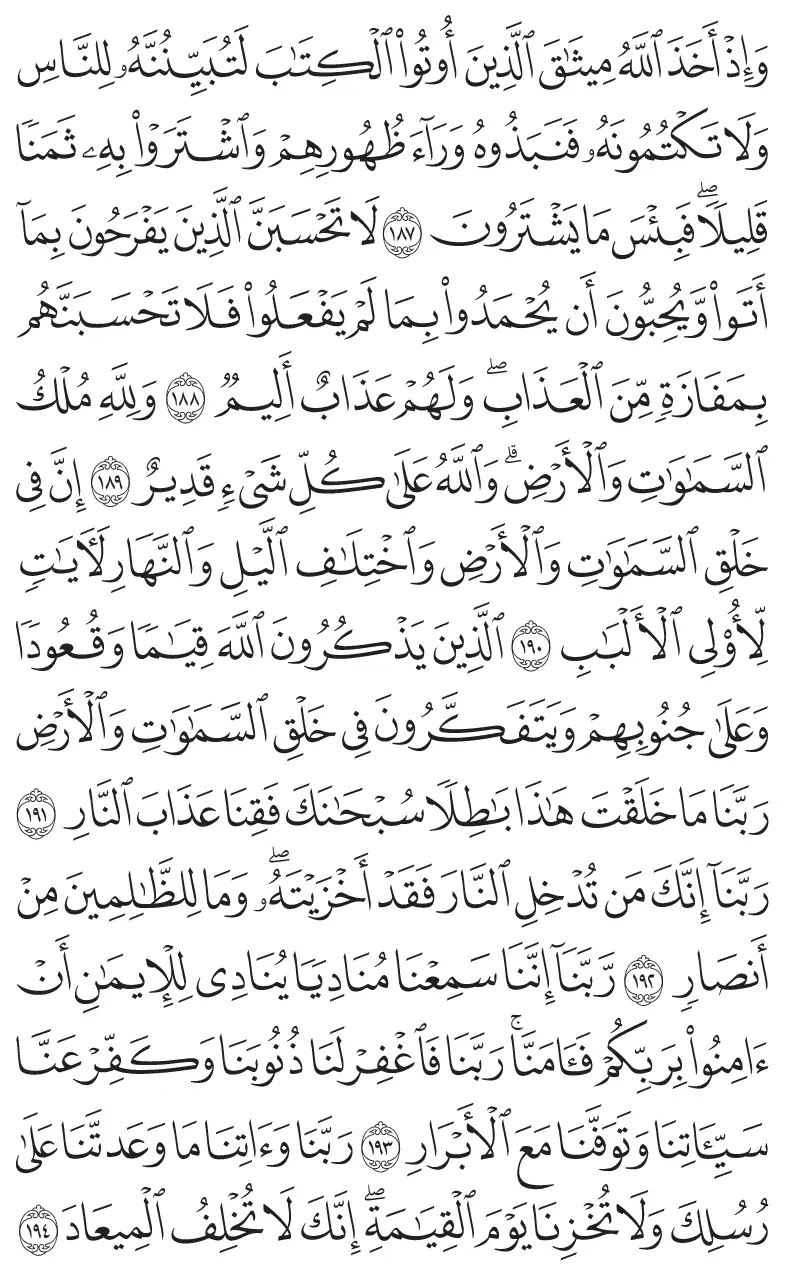 وَإِذۡ أَخَذَ ٱللَّهُ مِيثَٰقَ ٱلَّذِينَ أُوتُواْ ٱلۡكِتَٰبَ لَتُبَيِّنُنَّهُۥ لِلنَّاسِ
وَلَا تَكۡتُمُونَهُۥ فَنَبَذُوهُ وَرَآءَ ظُهُورِهِمۡ وَٱشۡتَرَوۡاْ بِهِۦ ثَمَنٗا
قَلِيلٗاۖ فَبِئۡسَ مَا يَشۡتَرُونَ ١٨٧ لَا تَحۡسَبَنَّ ٱلَّذِينَ يَفۡرَحُونَ بِمَآ
أَتَواْ وَّيُحِبُّونَ أَن يُحۡمَدُواْ بِمَا لَمۡ يَفۡعَلُواْ فَلَا تَحۡسَبَنَّهُم
بِمَفَازَةٖ مِّنَ ٱلۡعَذَابِۖ وَلَهُمۡ عَذَابٌ أَلِيمٞ ١٨٨ وَلِلَّهِ مُلۡكُ
ٱلسَّمَٰوَٰتِ وَٱلۡأَرۡضِۗ وَٱللَّهُ عَلَىٰ كُلِّ شَيۡءٖ قَدِيرٌ ١٨٩ إِنَّ فِي
خَلۡقِ ٱلسَّمَٰوَٰتِ وَٱلۡأَرۡضِ وَٱخۡتِلَٰفِ ٱلَّيۡلِ وَٱلنَّهَارِ لَأٓيَٰتٖ
لِّأُوْلِي ٱلۡأَلۡبَٰبِ ١٩٠ ٱلَّذِينَ يَذۡكُرُونَ ٱللَّهَ قِيَٰمٗا وَقُعُودٗا
وَعَلَىٰ جُنُوبِهِمۡ وَيَتَفَكَّرُونَ فِي خَلۡقِ ٱلسَّمَٰوَٰتِ وَٱلۡأَرۡضِ
رَبَّنَا مَا خَلَقۡتَ هَٰذَا بَٰطِلٗا سُبۡحَٰنَكَ فَقِنَا عَذَابَ ٱلنَّارِ ١٩١
رَبَّنَآ إِنَّكَ مَن تُدۡخِلِ ٱلنَّارَ فَقَدۡ أَخۡزَيۡتَهُۥۖ وَمَا لِلظَّٰلِمِينَ مِنۡ
أَنصَارٖ ١٩٢ رَّبَّنَآ إِنَّنَا سَمِعۡنَا مُنَادِيٗا يُنَادِي لِلۡإِيمَٰنِ أَنۡ
ءَامِنُواْ بِرَبِّكُمۡ فَـَٔامَنَّاۚ رَبَّنَا فَٱغۡفِرۡ لَنَا ذُنُوبَنَا وَكَفِّرۡ عَنَّا
سَيِّـَٔاتِنَا وَتَوَفَّنَا مَعَ ٱلۡأَبۡرَارِ ١٩٣ رَبَّنَا وَءَاتِنَا مَا وَعَدتَّنَا عَلَىٰ
رُسُلِكَ وَلَا تُخۡزِنَا يَوۡمَ ٱلۡقِيَٰمَةِۖ إِنَّكَ لَا تُخۡلِفُ ٱلۡمِيعَادَ ١٩٤